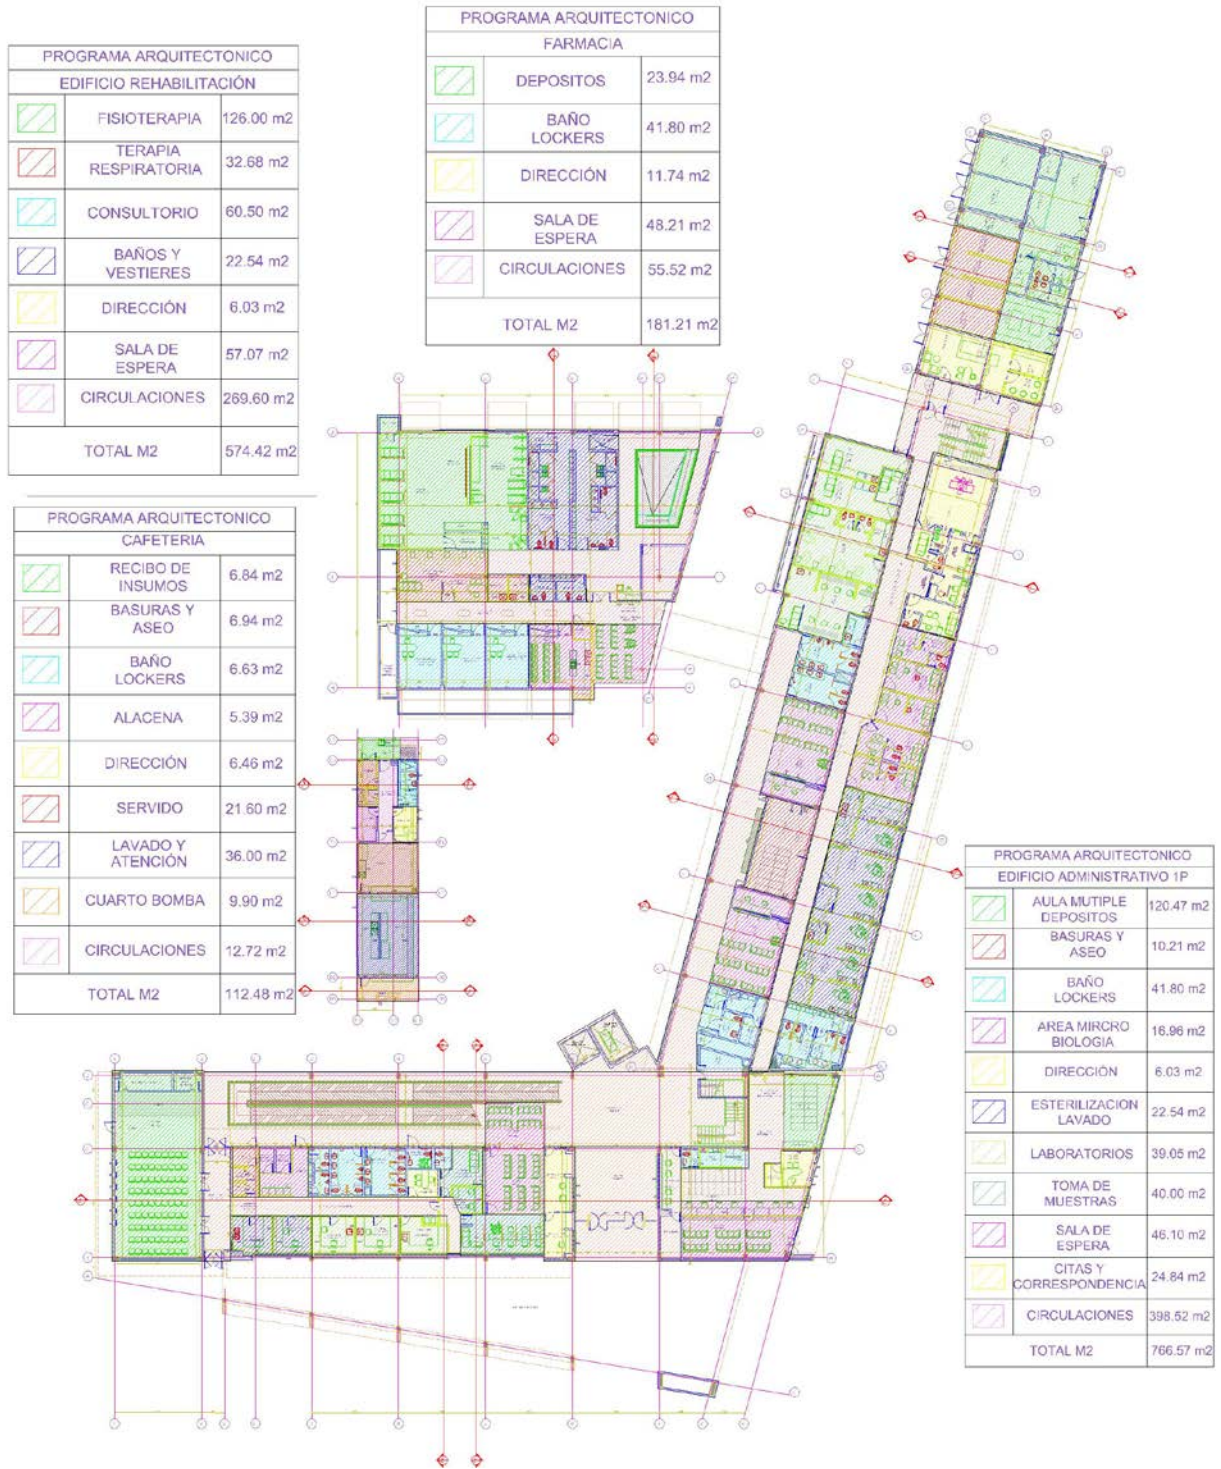 PROGRAMA ARQUITECTONICO
EDIFICIO REHABILITACIÓN
FISIOTERAPIA 126.00 m2
TERAPIA
RESPIRATORIA 32.68 m2
CONSULTORIO 60.50 m2
BAÑOS Y
VESTIERES 22.54 m2
DIRECCIÓN 6.03 m2
SALA DE
ESPERA 57.07 m2
CIRCULACIONES 269.60 m2
TOTAL M2 574.42 m2
PROGRAMA ARQUITECTONICO
FARMACIA
DEPOSITOS 23.94 m2
BAÑO
LOCKERS 41.80 m2
DIRECCIÓN 11.74 m2
SALA DE
ESPERA 48.21 m2
CIRCULACIONES 55.52 m2
TOTAL M2 181.21 m2
PROGRAMA ARQUITECTONICO
CAFETERIA
RECIBO DE
INSUMOS 6.84 m2
BASURAS Y
ASEO 6.94 m2
BAÑO
LOCKERS 6.63 m2
ALACENA 5.39 m2
DIRECCIÓN 6.46 m2
SERVIDO 21.60 m2
LAVADO Y
ATENCIÓN 36.00 m2
CUARTO BOMBA 9.90 m2
CIRCULACIONES 12.72 m2
TOTAL M2 112.48 m2
PROGRAMA ARQUITECTONICO
EDIFICIO ADMINISTRATIVO 1P
AULA MUTIPLE
DEPOSITOS 120.47 m2
BASURAS Y
ASEO 10.21 m2
BAÑO
LOCKERS 41.80 m2
AREA MIRCRO
BIOLOGIA 16.96 m2
DIRECCIÓN 6.03 m2
ESTERILIZACION
LAVADO 22.54 m2
LABORATORIOS 39.05 m2
TOMA DE
MUESTRAS 40.00 m2
SALA DE
ESPERA 46.10 m2
CITAS Y
CORRESPONDENCIA 24.84 m2
CIRCULACIONES 398.52 m2
TOTAL M2 766.57 m2